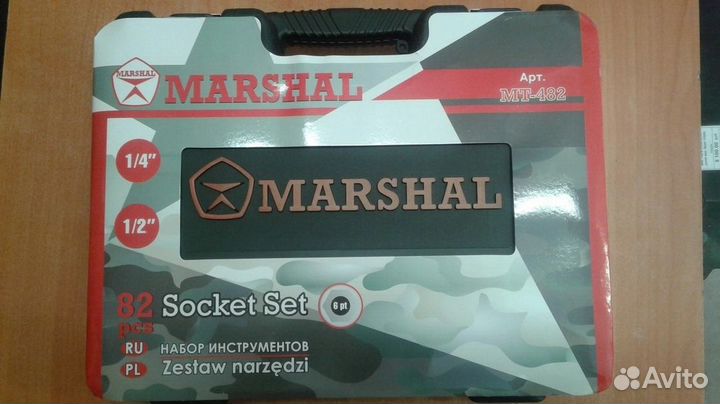 MARSHAL
MARSHAL
Арт.
MT-482
1/4"
1/2"
MARSHAL
82 Socket Set
pcs
6 pt
RU НАБОР ИНСТРУМЕНТОВ
PL Zestaw narzędzi
Avito